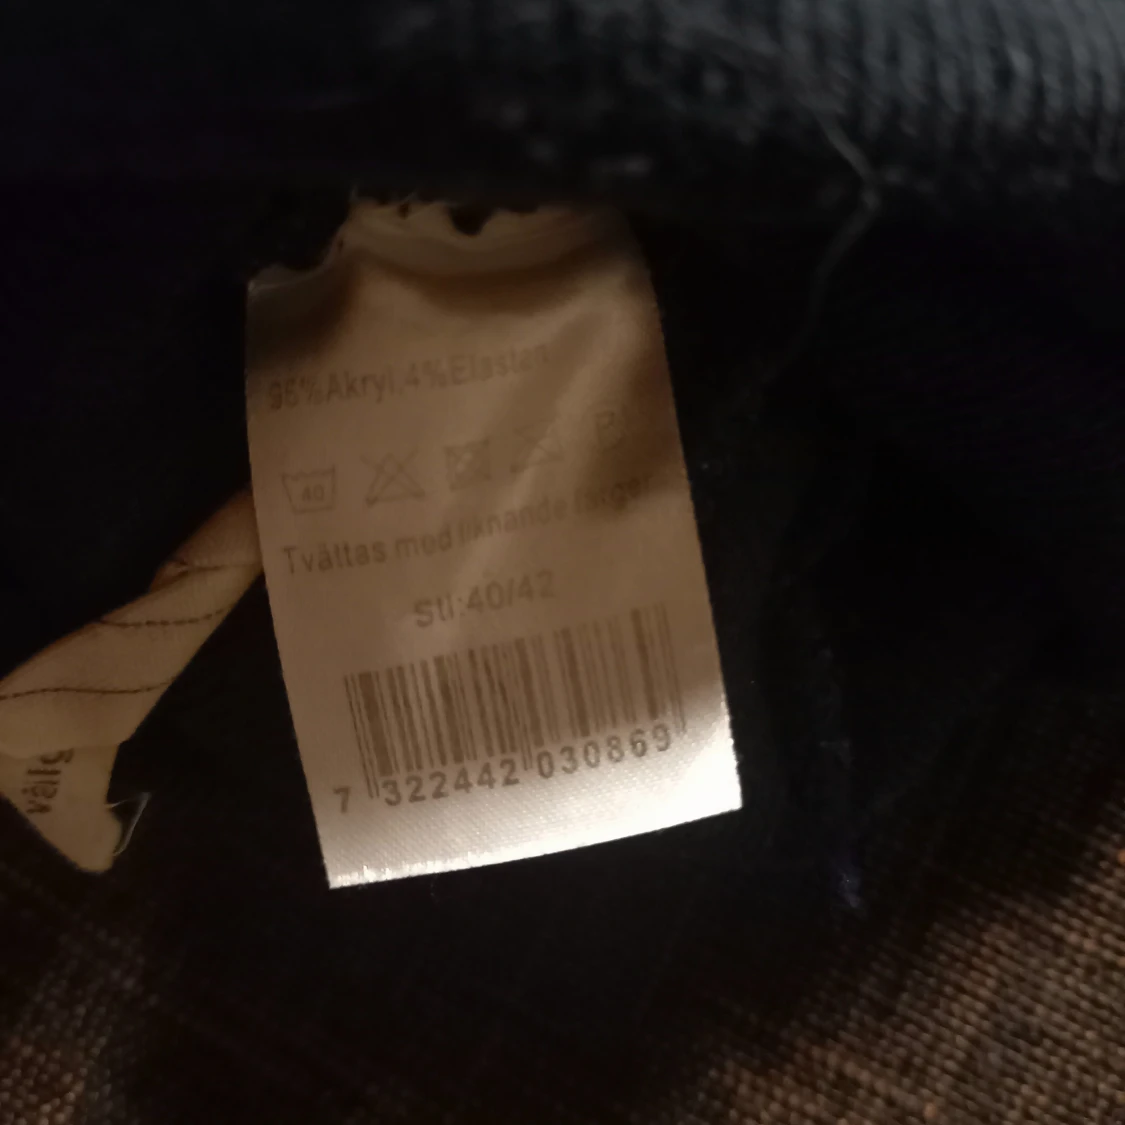 96%Akryl,4%Elastan
40
Tvättas med liknande färger
Stl:40/42
7 322442 030869